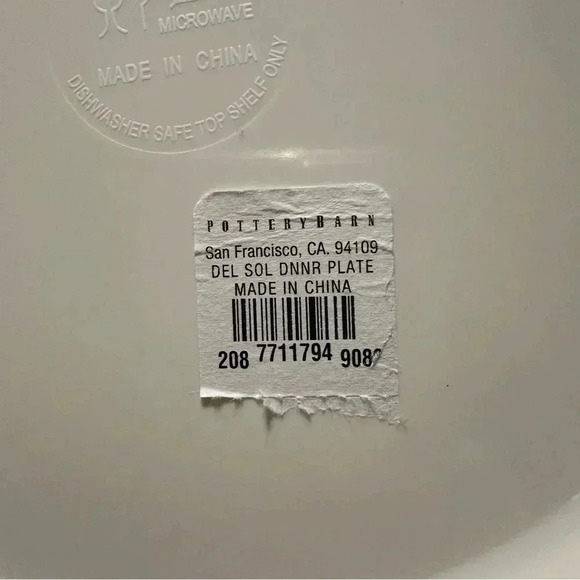 MICROWAVE
MADE IN CHINA
DISHWASHER SAFE TOP SHELF ONLY
POTTERYBARN
San Francisco, CA. 94109
DEL SOL DNNR PLATE
MADE IN CHINA
208 7711794 908